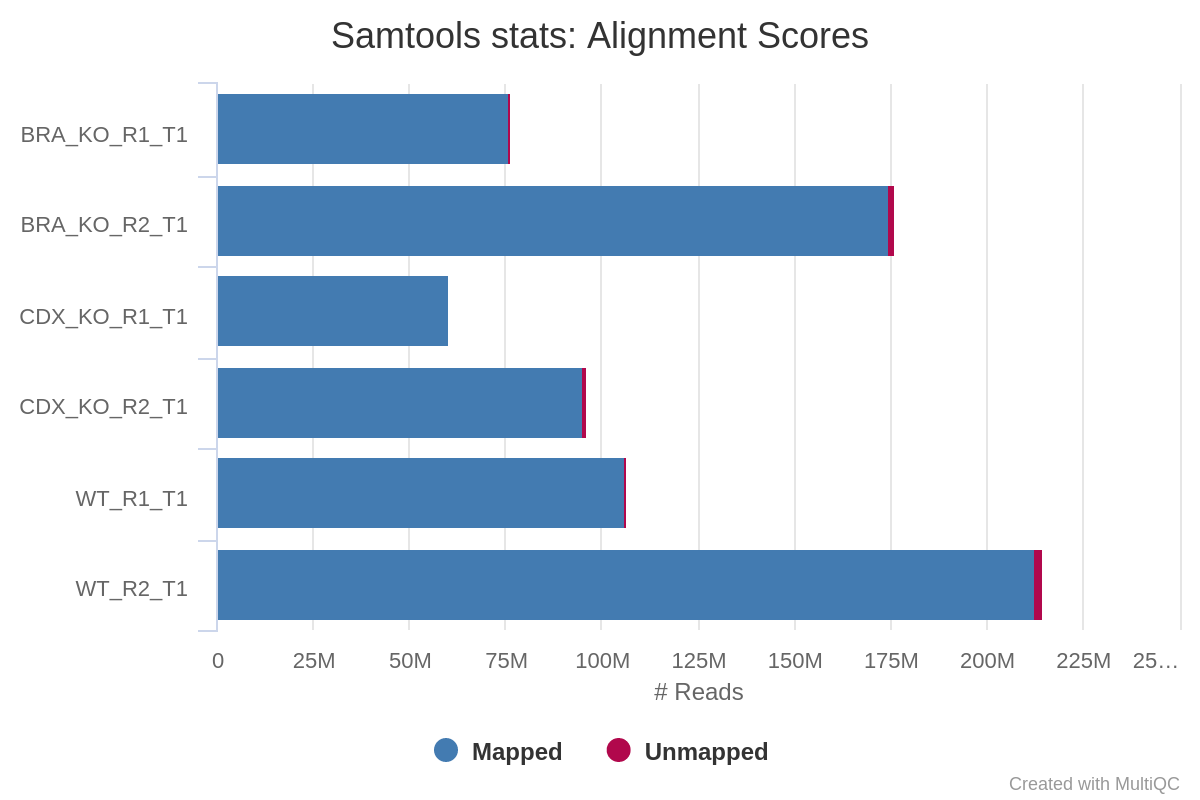 Samtools stats: Alignment Scores
BRA_KO_R1_T1
BRA_KO_R2_T1
CDX_KO_R1_T1
CDX_KO_R2_T1
WT_R1_T1
WT_R2_T1
0 25M 50M 75M 100M 125M 150M 175M 200M 225M 25…
# Reads
Mapped Unmapped
Created with MultiQC